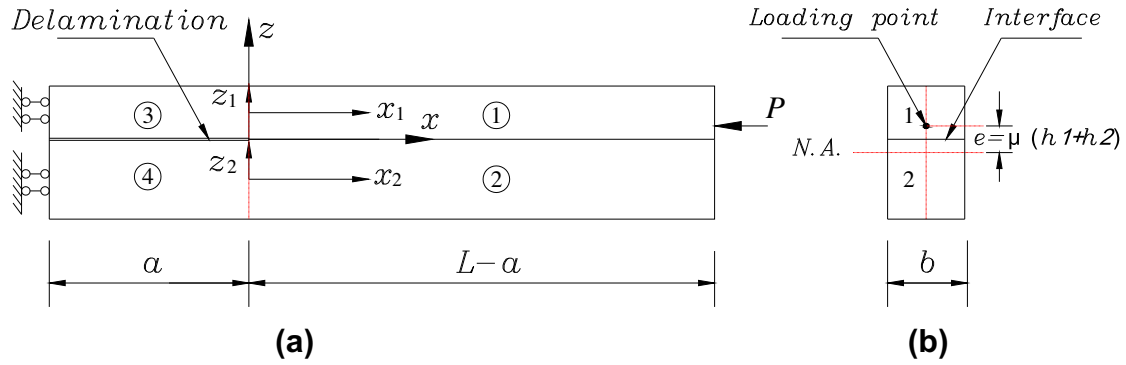 Delamination
z
Loading point
Interface
③
z1
x1
①
x
P
1
e=μ (h1+h2)
N.A.
④
z2
x2
②
2
a
L-a
b
(a)
(b)